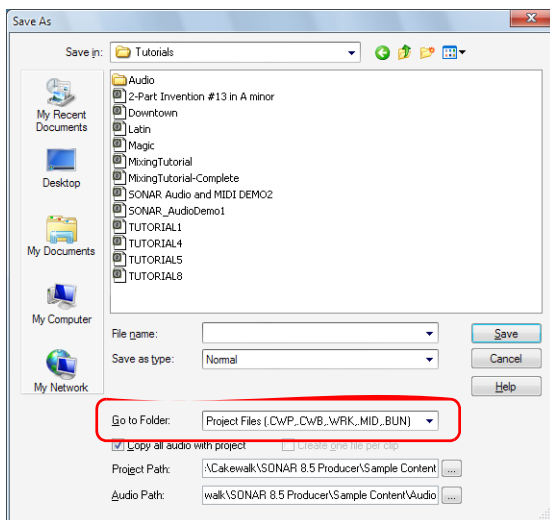 Save As
Save in: Tutorials
My Recent Documents
Desktop
My Documents
My Computer
My Network
Audio
2-Part Invention #13 in A minor
Downtown
Latin
Magic
MixingTutorial
MixingTutorial-Complete
SONAR Audio and MIDI DEMO2
SONAR_AudioDemo1
TUTORIAL1
TUTORIAL4
TUTORIAL5
TUTORIAL8
File name: Save
Save as type: Normal Cancel
Help
Go to Folder: Project Files (.CWP,.CWB,.WRK,.MID,.BUN)
Copy all audio with project Create one file per clip
Project Path: :\Cakewalk\SONAR 8.5 Producer\Sample Content ...
Audio Path: walk\SONAR 8.5 Producer\Sample Content\Audio ...